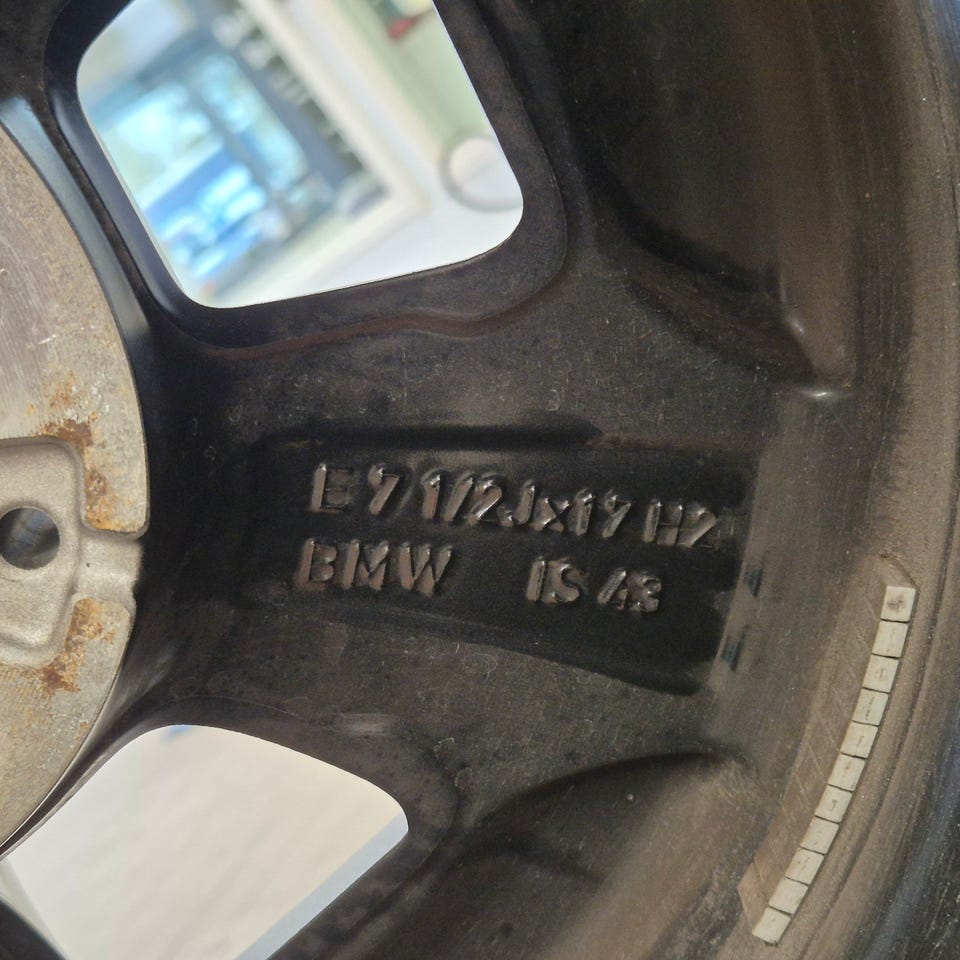 E 7 1/2Jx17 H2
BMW IS 43